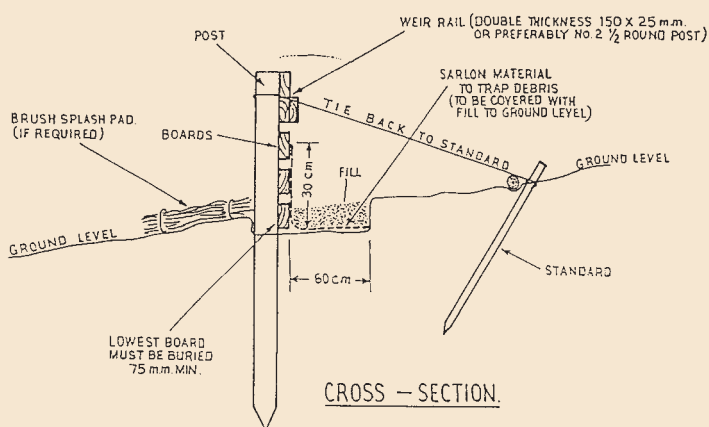 WEIR RAIL (DOUBLE THICKNESS 150 X 25 m.m.
OR PREFERABLY NO.2 ½ ROUND POST)
POST
SARLON MATERIAL
TO TRAP DEBRIS
(TO BE COVERED WITH
FILL TO GROUND LEVEL)
BRUSH SPLASH PAD.
(IF REQUIRED)
BOARDS
TIE BACK TO STANDARD
GROUND LEVEL
FILL
30 cm
GROUND LEVEL
60 cm
STANDARD
LOWEST BOARD
MUST BE BURIED
75 m.m. MIN.
CROSS — SECTION.